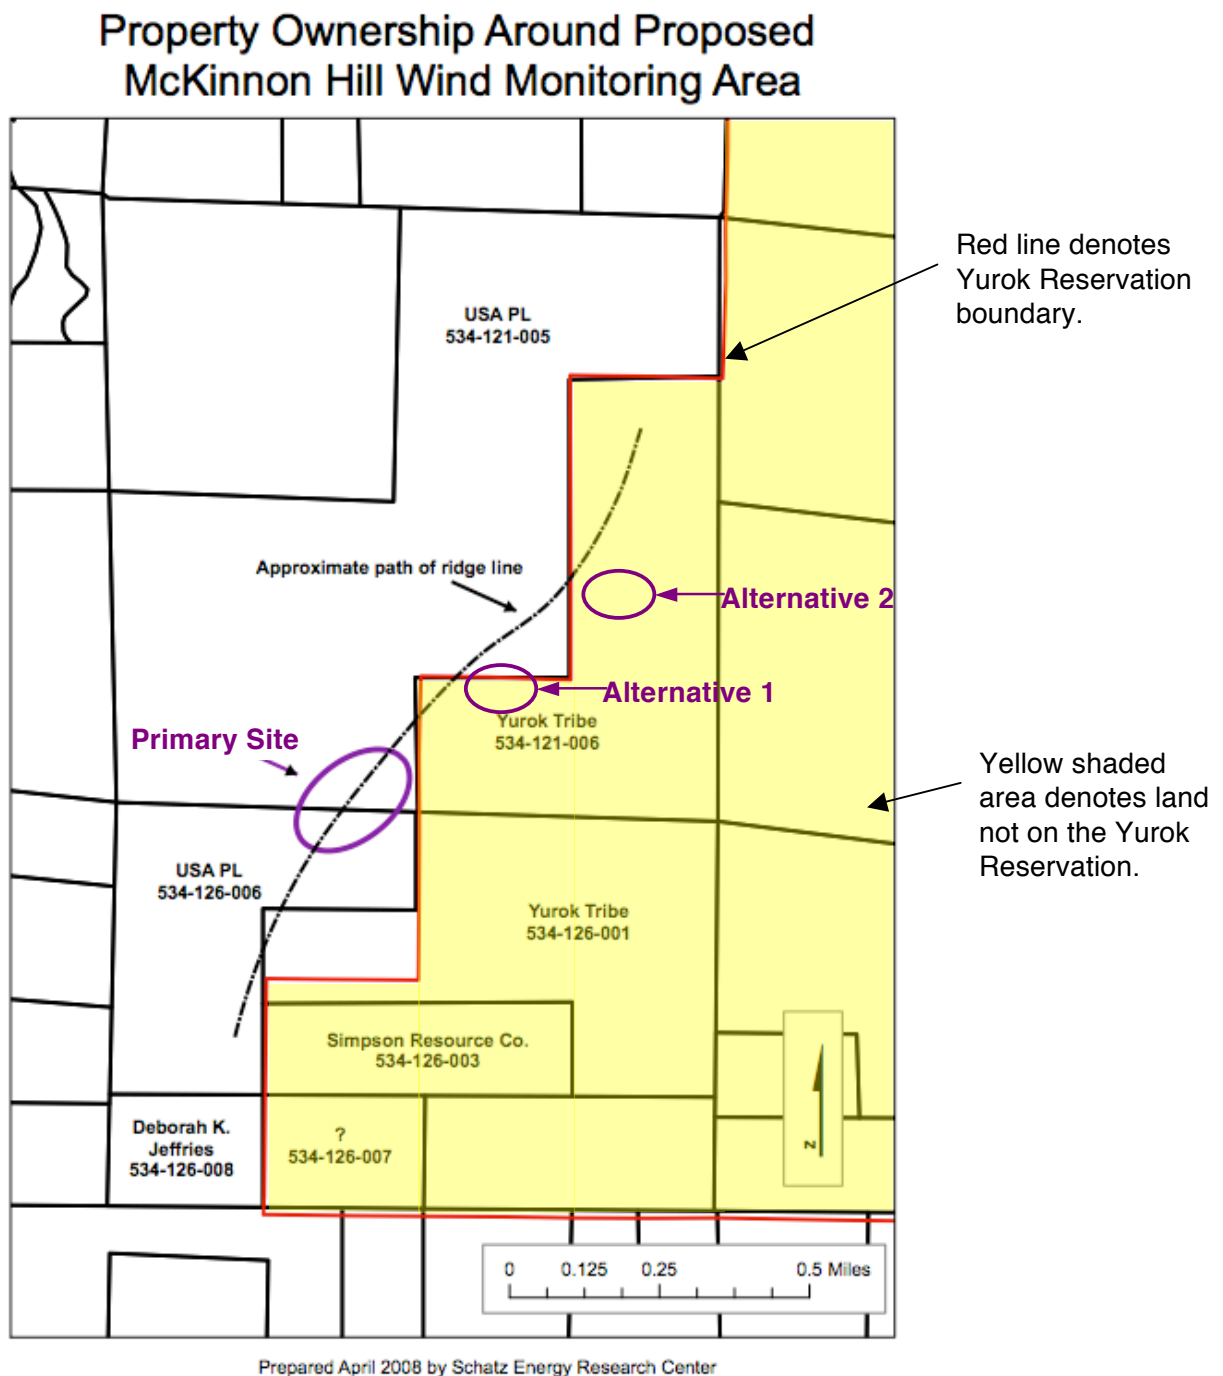 Property Ownership Around Proposed
McKinnon Hill Wind Monitoring Area
Red line denotes
Yurok Reservation
boundary.
USA PL
534-121-005
Approximate path of ridge line
Alternative 2
Alternative 1
Yurok Tribe
534-121-006
Primary Site
Yellow shaded
area denotes land
not on the Yurok
Reservation.
USA PL
534-126-006
Yurok Tribe
534-126-001
Simpson Resource Co.
534-126-003
Deborah K.
Jeffries
534-126-008
?
534-126-007
N
0 0.125 0.25 0.5 Miles
Prepared April 2008 by Schatz Energy Research Center